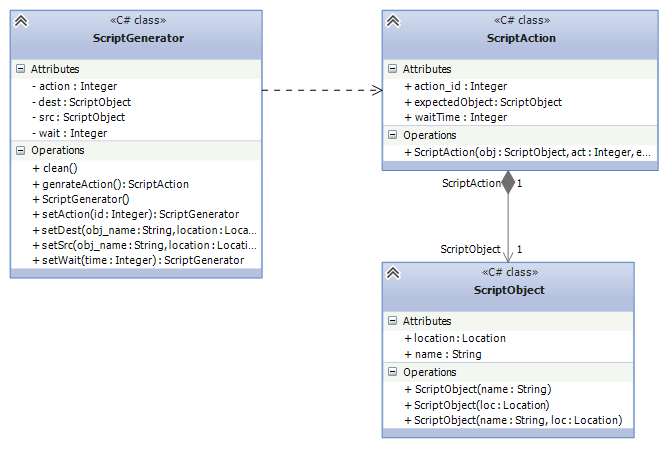 «C# class»
ScriptGenerator
Attributes
- action : Integer
- dest : ScriptObject
- src : ScriptObject
- wait : Integer
Operations
+ clean()
+ genrateAction() : ScriptAction
+ ScriptGenerator()
+ setAction(id : Integer) : ScriptGenerator
+ setDest(obj_name : String, location : Loca...
+ setSrc(obj_name : String, location : Locati...
+ setWait(time : Integer) : ScriptGenerator
«C# class»
ScriptAction
Attributes
+ action_id : Integer
+ expectedObject : ScriptObject
+ waitTime : Integer
Operations
+ ScriptAction(obj : ScriptObject, act : Integer, e...
ScriptAction 1
ScriptObject 1
«C# class»
ScriptObject
Attributes
+ location : Location
+ name : String
Operations
+ ScriptObject(name : String)
+ ScriptObject(loc : Location)
+ ScriptObject(name : String, loc : Location)